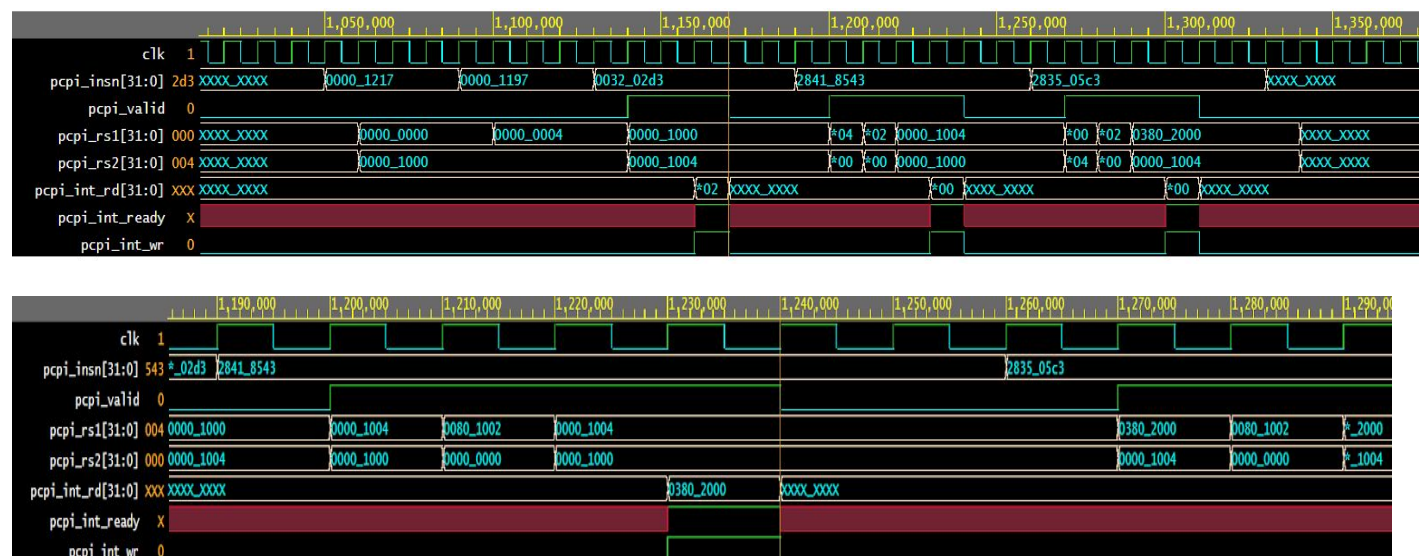 1,050,000 1,100,000 1,150,000 1,200,000 1,250,000 1,300,000 1,350,000
clk 1
pcpi_insn[31:0] 2d3 XXXX_XXXX 0000_1217 0000_1197 0032_02d3 2841_8543 2835_05c3 XXXX_XXXX
pcpi_valid 0
pcpi_rs1[31:0] 000 XXXX_XXXX 0000_0000 0000_0004 0000_1000 *04 *02 0000_1004 *00 *02 0380_2000 XXXX_XXXX
pcpi_rs2[31:0] 004 XXXX_XXXX 0000_1000 0000_1004 *00 *00 0000_1000 *04 *00 0000_1004 XXXX_XXXX
pcpi_int_rd[31:0] XXX XXXX_XXXX *02 XXXX_XXXX *00 XXXX_XXXX *00 XXXX_XXXX
pcpi_int_ready X
pcpi_int_wr 0
1,190,000 1,200,000 1,210,000 1,220,000 1,230,000 1,240,000 1,250,000 1,260,000 1,270,000 1,280,000 1,290,0
clk 1
pcpi_insn[31:0] 543 *_02d3 2841_8543 2835_05c3
pcpi_valid 0
pcpi_rs1[31:0] 004 0000_1000 0000_1004 0080_1002 0000_1004 0380_2000 0080_1002 *_2000
pcpi_rs2[31:0] 000 0000_1004 0000_1000 0000_0000 0000_1000 0000_1004 0000_0000 *_1004
pcpi_int_rd[31:0] XXX XXXX_XXXX 0380_2000 XXXX_XXXX
pcpi_int_ready X
pcpi_int_wr 0